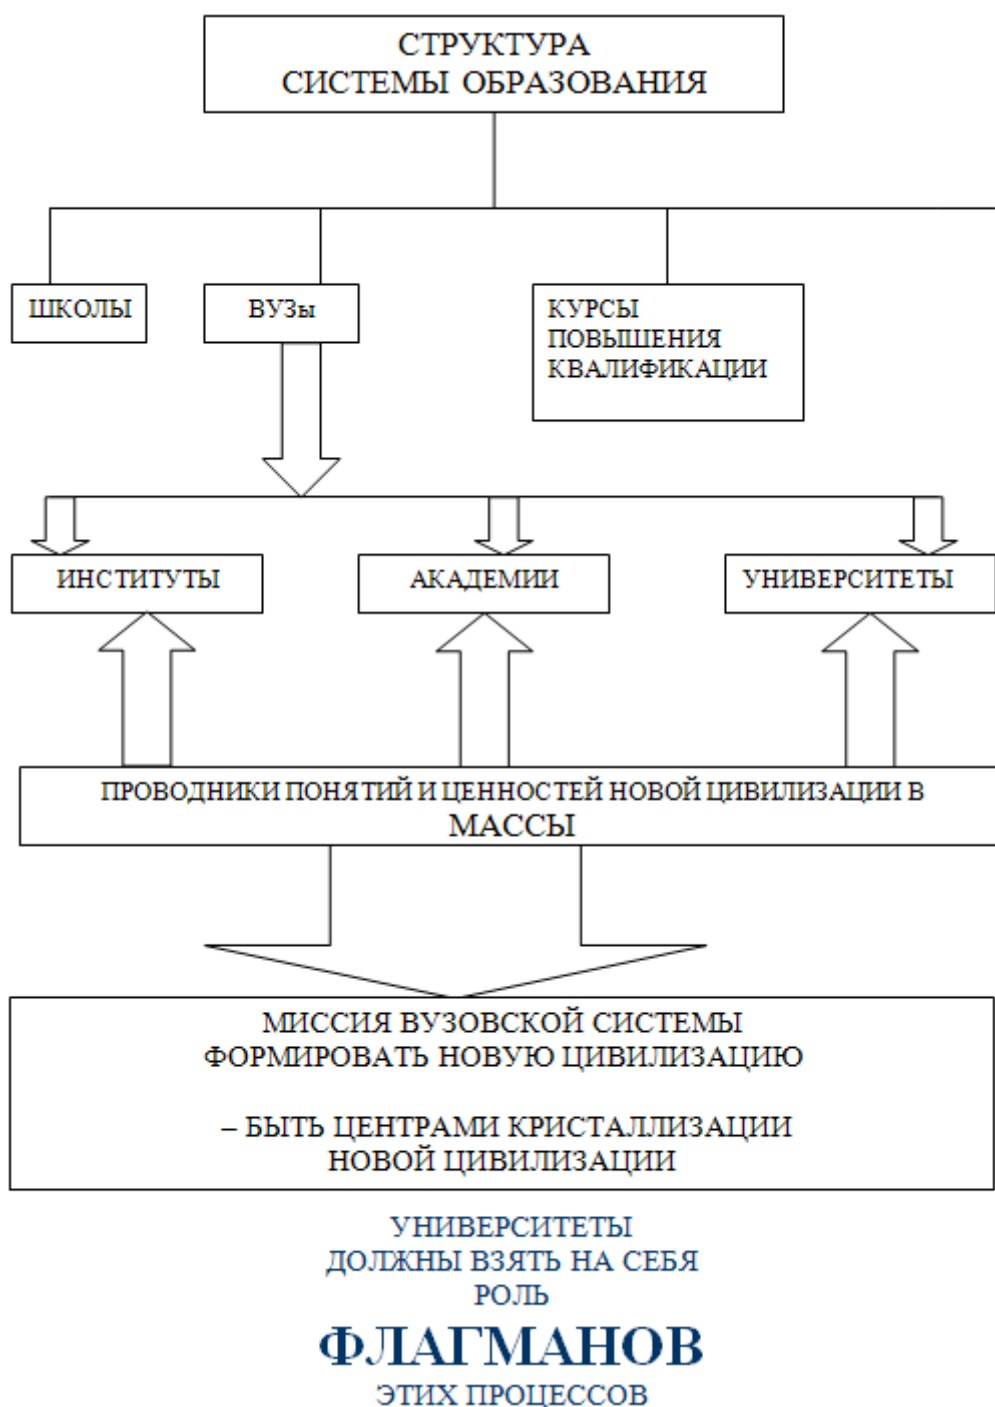 СТРУКТУРА
СИСТЕМЫ ОБРАЗОВАНИЯ
ШКОЛЫ
ВУЗы
КУРСЫ
ПОВЫШЕНИЯ
КВАЛИФИКАЦИИ
ИНСТИТУТЫ
АКАДЕМИИ
УНИВЕРСИТЕТЫ
ПРОВОДНИКИ ПОНЯТИЙ И ЦЕННОСТЕЙ НОВОЙ ЦИВИЛИЗАЦИИ В
МАССЫ
МИССИЯ ВУЗОВСКОЙ СИСТЕМЫ
ФОРМИРОВАТЬ НОВУЮ ЦИВИЛИЗАЦИЮ
– БЫТЬ ЦЕНТРАМИ КРИСТАЛЛИЗАЦИИ
НОВОЙ ЦИВИЛИЗАЦИИ
УНИВЕРСИТЕТЫ
ДОЛЖНЫ ВЗЯТЬ НА СЕБЯ
РОЛЬ
ФЛАГМАНОВ
ЭТИХ ПРОЦЕССОВ